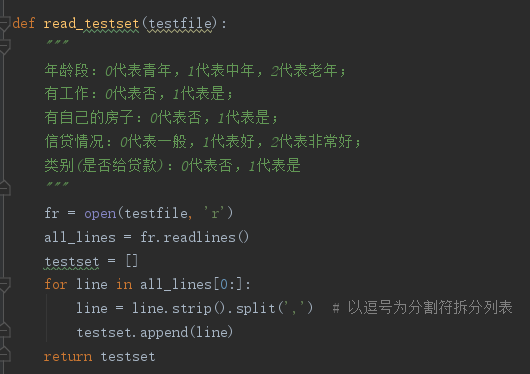 def read_testset(testfile):
    """
    年龄段：0代表青年，1代表中年，2代表老年；
    有工作：0代表否，1代表是；
    有自己的房子：0代表否，1代表是；
    信贷情况：0代表一般，1代表好，2代表非常好；
    类别(是否给贷款)：0代表否，1代表是
    """
    fr = open(testfile, 'r')
    all_lines = fr.readlines()
    testset = []
    for line in all_lines[0:]:
        line = line.strip().split(',')  # 以逗号为分割符拆分列表
        testset.append(line)
    return testset